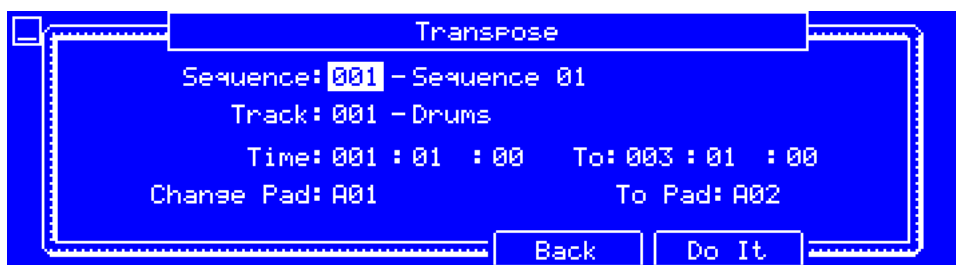 Transpose
Sequence:001-Sequence 01
Track:001-Drums
Time:001:01:00 To:003:01:00
Change Pad:A01 To Pad:A02
Back Do It